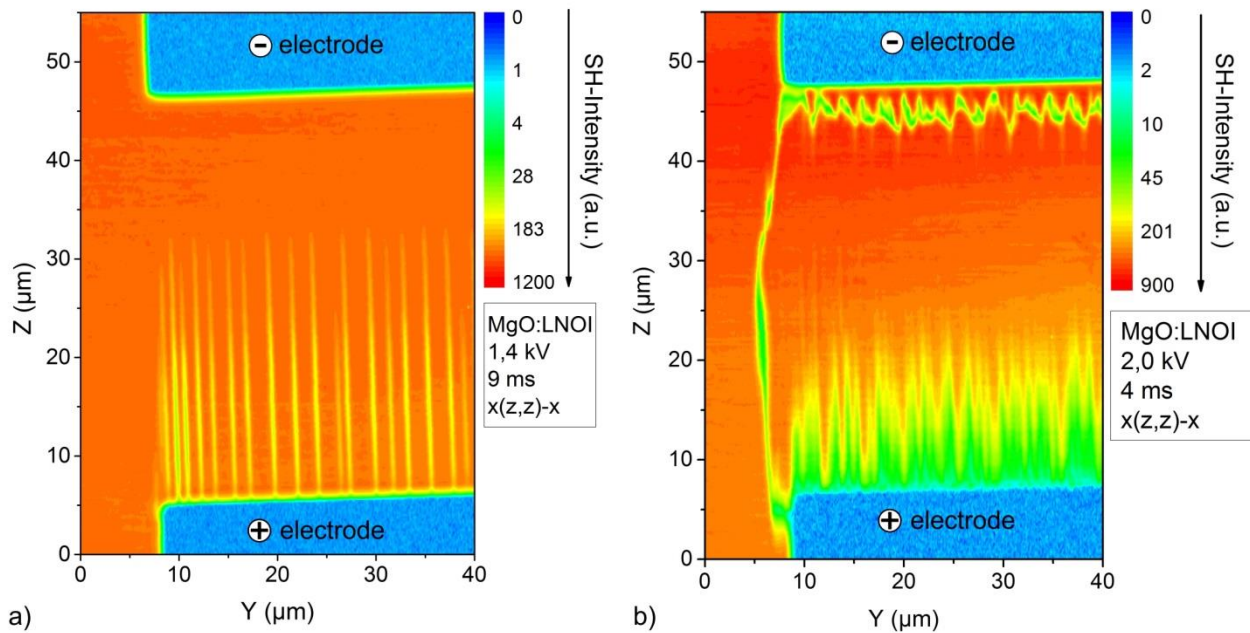 a)
- electrode
+ electrode
Z (µm)
50
40
30
20
10
0
0 10 20 30 40
Y (µm)
0
1
4
28
183
1200
SH-Intensity (a.u.)
MgO:LNOI
1,4 kV
9 ms
x(z,z)-x
b)
- electrode
+ electrode
Z (µm)
50
40
30
20
10
0
0 10 20 30 40
Y (µm)
0
2
10
45
201
900
SH-Intensity (a.u.)
MgO:LNOI
2,0 kV
4 ms
x(z,z)-x